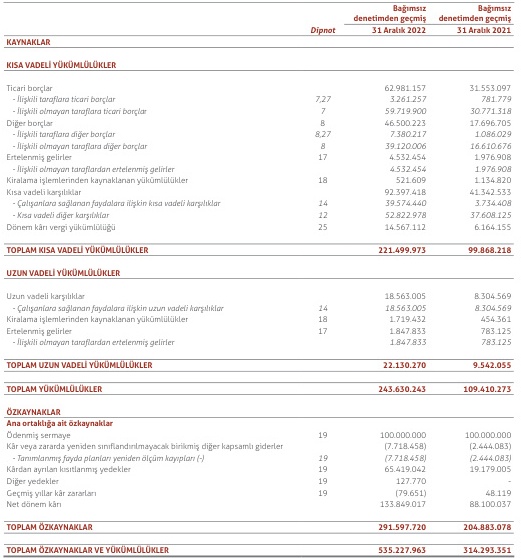 Bağımsız Bağımsız
denetimden geçmiş denetimden geçmiş
Dipnot 31 Aralık 2022 31 Aralık 2021
KAYNAKLAR
KISA VADELİ YÜKÜMLÜLÜKLER
Ticari borçlar 62.981.157 31.553.097
- İlişkili taraflara ticari borçlar 7,27 3.261.257 781.779
- İlişkili olmayan taraflara ticari borçlar 7 59.719.900 30.771.318
Diğer borçlar 8 46.500.223 17.696.705
- İlişkili taraflara diğer borçlar 8,27 7.380.217 1.086.029
- İlişkili olmayan taraflara diğer borçlar 8 39.120.006 16.610.676
Ertelenmiş gelirler 17 4.532.454 1.976.908
- İlişkili olmayan taraflardan ertelenmiş gelirler 4.532.454 1.976.908
Kiralama işlemlerinden kaynaklanan yükümlülükler 18 521.609 1.134.820
Kısa vadeli karşılıklar 92.397.418 41.342.533
- Çalışanlara sağlanan faydalara ilişkin kısa vadeli karşılıklar 14 39.574.440 3.734.408
- Kısa vadeli diğer karşılıklar 12 52.822.978 37.608.125
Dönem kârı vergi yükümlülüğü 25 14.567.112 6.164.155
TOPLAM KISA VADELİ YÜKÜMLÜLÜKLER 221.499.973 99.868.218
UZUN VADELİ YÜKÜMLÜLÜKLER
Uzun vadeli karşılıklar 18.563.005 8.304.569
- Çalışanlara sağlanan faydalara ilişkin uzun vadeli karşılıklar 14 18.563.005 8.304.569
Kiralama işlemlerinden kaynaklanan yükümlülükler 18 1.719.432 454.361
Ertelenmiş gelirler 17 1.847.833 783.125
- İlişkili olmayan taraflardan ertelenmiş gelirler 1.847.833 783.125
TOPLAM UZUN VADELİ YÜKÜMLÜLÜKLER 22.130.270 9.542.055
TOPLAM YÜKÜMLÜLÜKLER 243.630.243 109.410.273
ÖZKAYNAKLAR
Ana ortaklığa ait özkaynaklar
Ödenmiş sermaye 19 100.000.000 100.000.000
Kâr veya zararda yeniden sınıflandırılmayacak birikmiş diğer kapsamlı giderler (7.718.458) (2.444.083)
- Tanımlanmış fayda planları yeniden ölçüm kayıpları (-) 19 (7.718.458) (2.444.083)
Kârdan ayrılan kısıtlanmış yedekler 19 65.419.042 19.179.005
Diğer yedekler 19 127.770 -
Geçmiş yıllar kâr zararları 19 (79.651) 48.119
Net dönem kârı 133.849.017 88.100.037
TOPLAM ÖZKAYNAKLAR 291.597.720 204.883.078
TOPLAM ÖZKAYNAKLAR VE YÜKÜMLÜLÜKLER 535.227.963 314.293.351